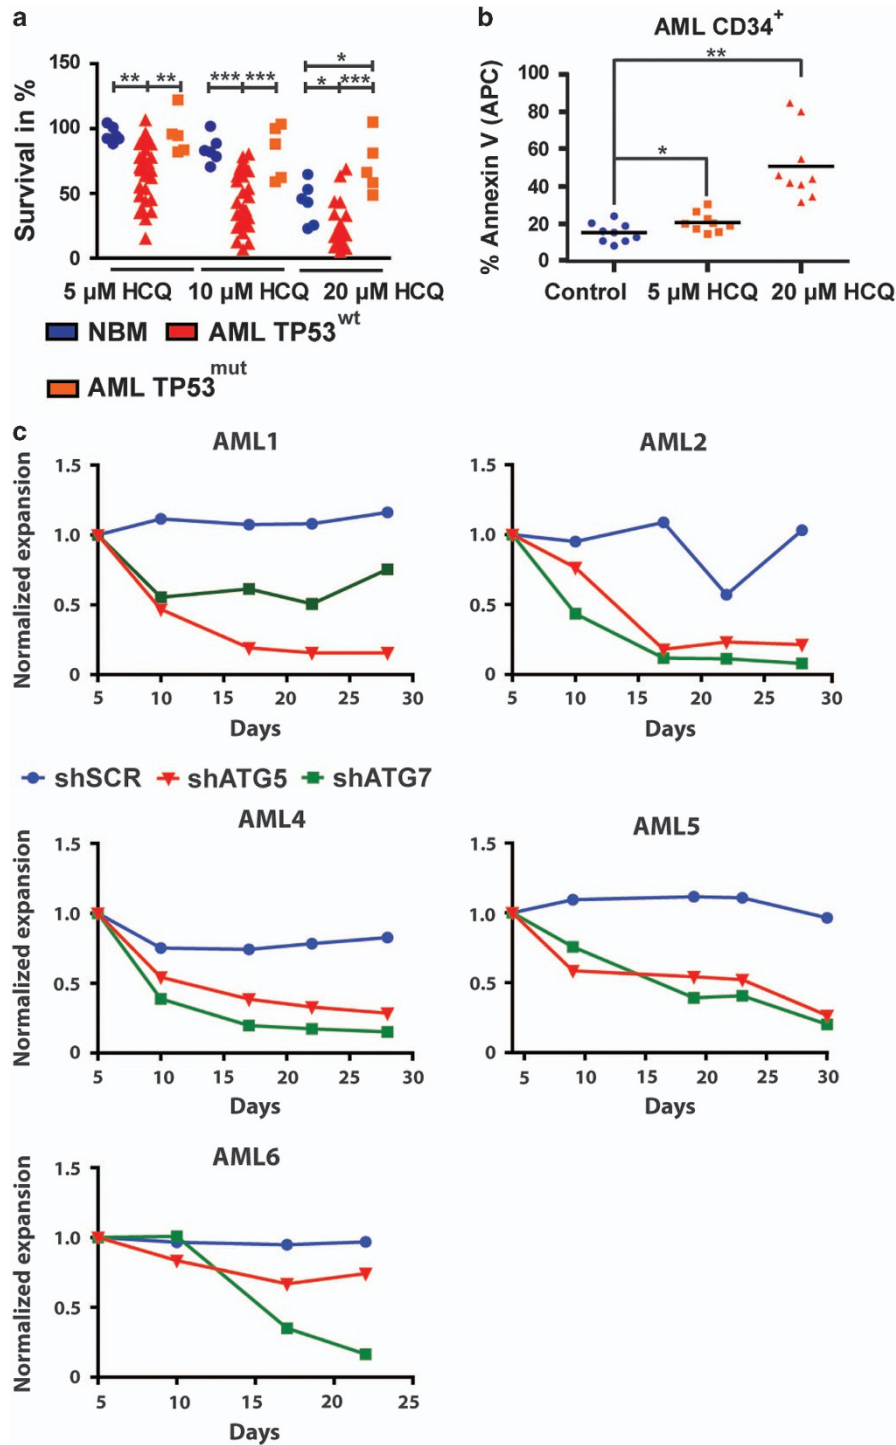 a
Survival in %
150
100
50
0
** **
*** ***
*
* ***
5 µM HCQ 10 µM HCQ 20 µM HCQ
NBM AML TP53wt
AML TP53mut
b
AML CD34+
% Annexin V (APC)
100
80
60
40
20
0
**
*
Control 5 µM HCQ 20 µM HCQ
c
AML1
Normalized expansion
1.5
1.0
0.5
0
5 10 15 20 25 30
Days
AML2
1.5
1.0
0.5
0
5 10 15 20 25 30
Days
shSCR shATG5 shATG7
AML4
Normalized expansion
1.5
1.0
0.5
0
5 10 15 20 25 30
Days
AML5
1.5
1.0
0.5
0
5 10 15 20 25 30
Days
AML6
Normalized expansion
1.5
1.0
0.5
0
5 10 15 20 25
Days